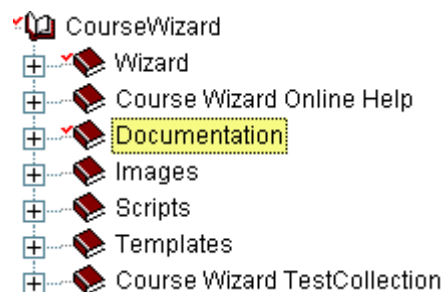 CourseWizard
Wizard
Course Wizard Online Help
Documentation
Images
Scripts
Templates
Course Wizard TestCollection